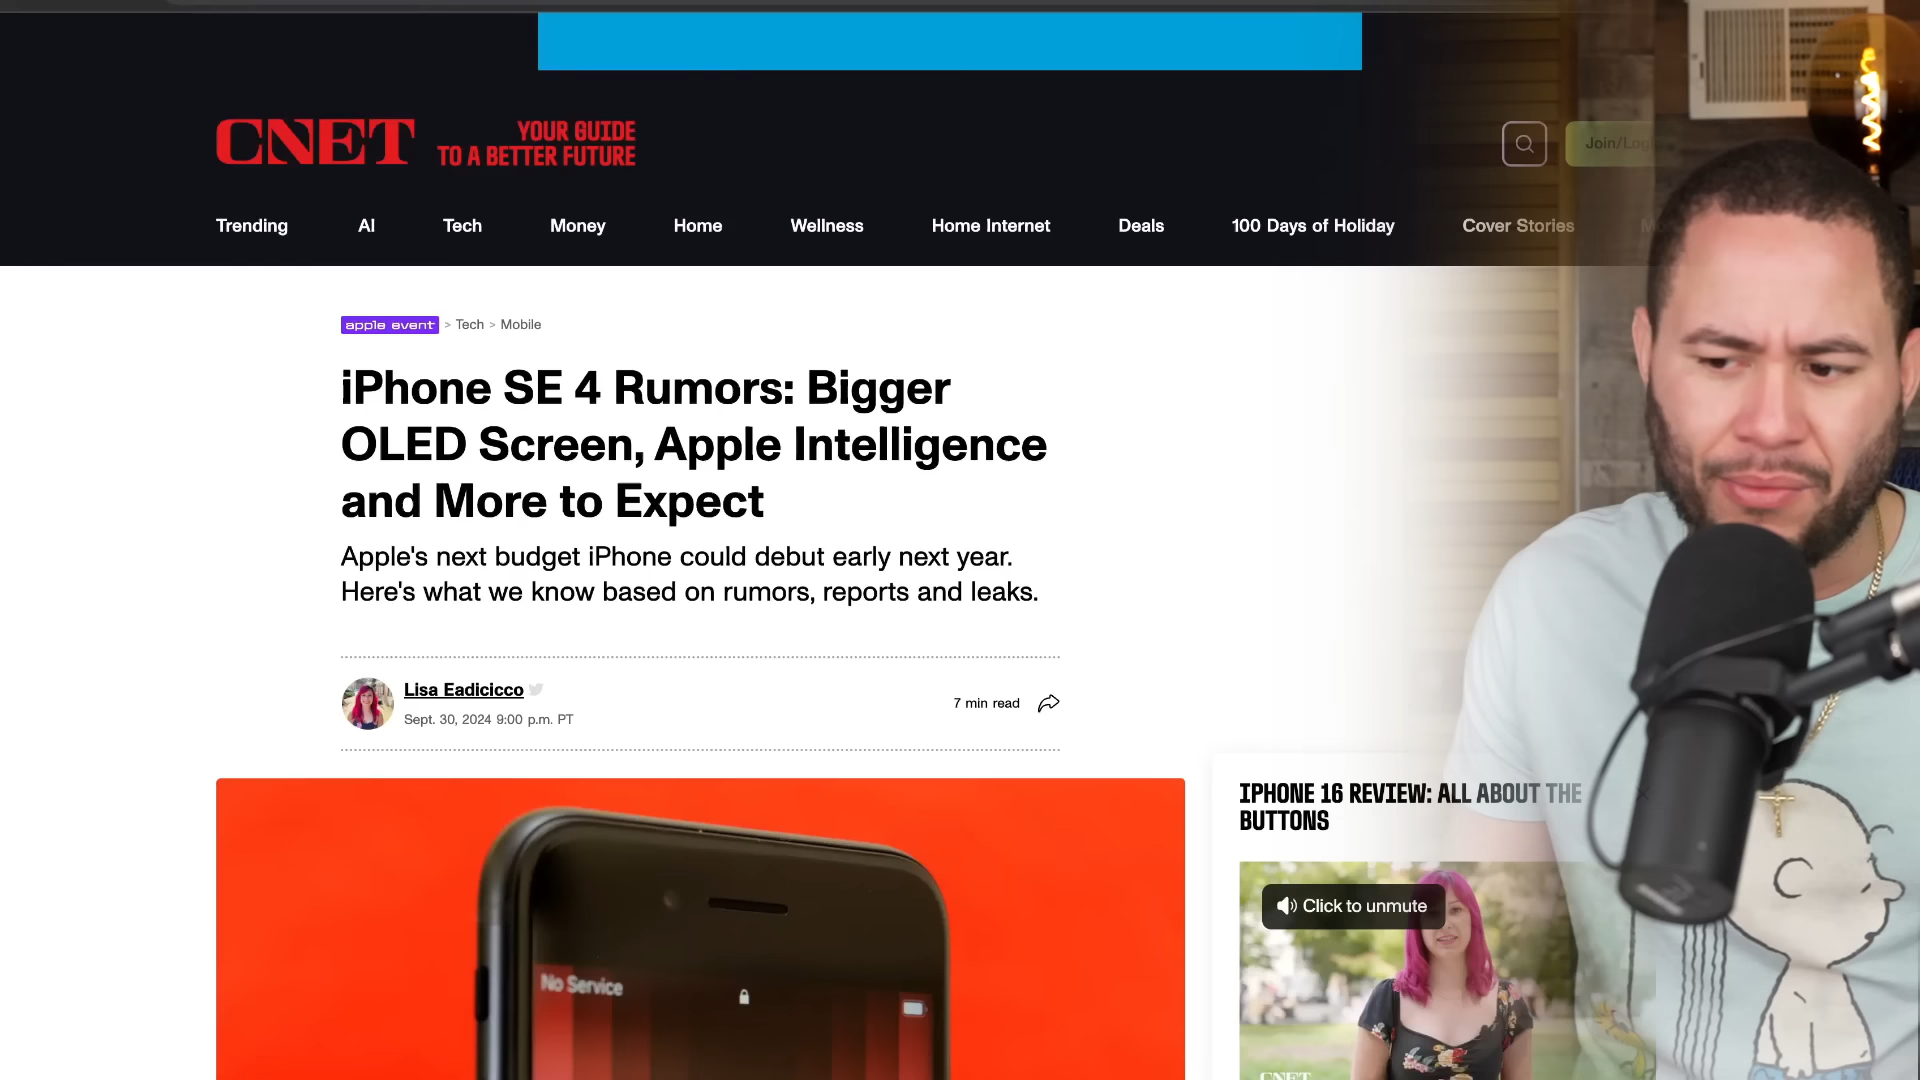 CNET
YOUR GUIDE
TO A BETTER FUTURE
Trending
AI
Tech
Money
Home
Wellness
Home Internet
Deals
100 Days of Holiday
Cover Stories
apple event > Tech > Mobile
iPhone SE 4 Rumors: Bigger
OLED Screen, Apple Intelligence
and More to Expect
Apple's next budget iPhone could debut early next year.
Here's what we know based on rumors, reports and leaks.
Lisa Eadicicco
Sept. 30, 2024 9:00 p.m. PT
7 min read
No Service
IPHONE 16 REVIEW: ALL ABOUT THE
BUTTONS
Click to unmute
CNET